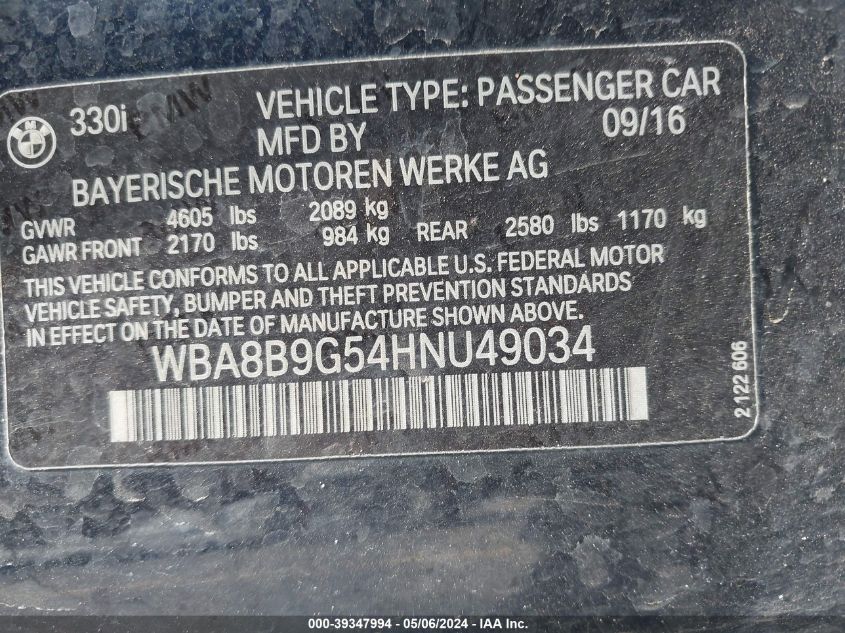 330i VEHICLE TYPE: PASSENGER CAR
MFD BY 09/16
BAYERISCHE MOTOREN WERKE AG
GVWR 4605 lbs 2089 kg
GAWR FRONT 2170 lbs 984 kg REAR 2580 lbs 1170 kg
THIS VEHICLE CONFORMS TO ALL APPLICABLE U.S. FEDERAL MOTOR
VEHICLE SAFETY, BUMPER AND THEFT PREVENTION STANDARDS
IN EFFECT ON THE DATE OF MANUFACTURE SHOWN ABOVE.
WBA8B9G54HNU49034
2 122 606
000-39347994 - 05/06/2024 - IAA Inc.